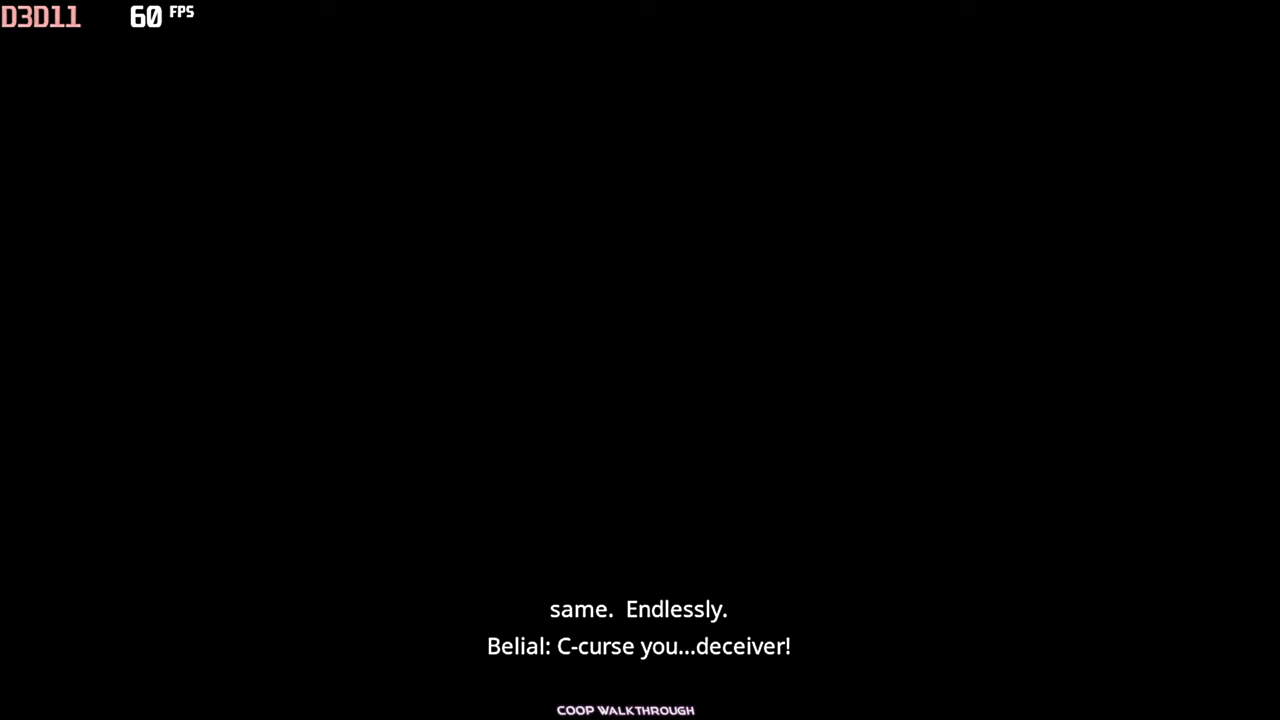 D3D11 60 FPS
same. Endlessly.
Belial: C-curse you...deceiver!
COOP WALKTHROUGH